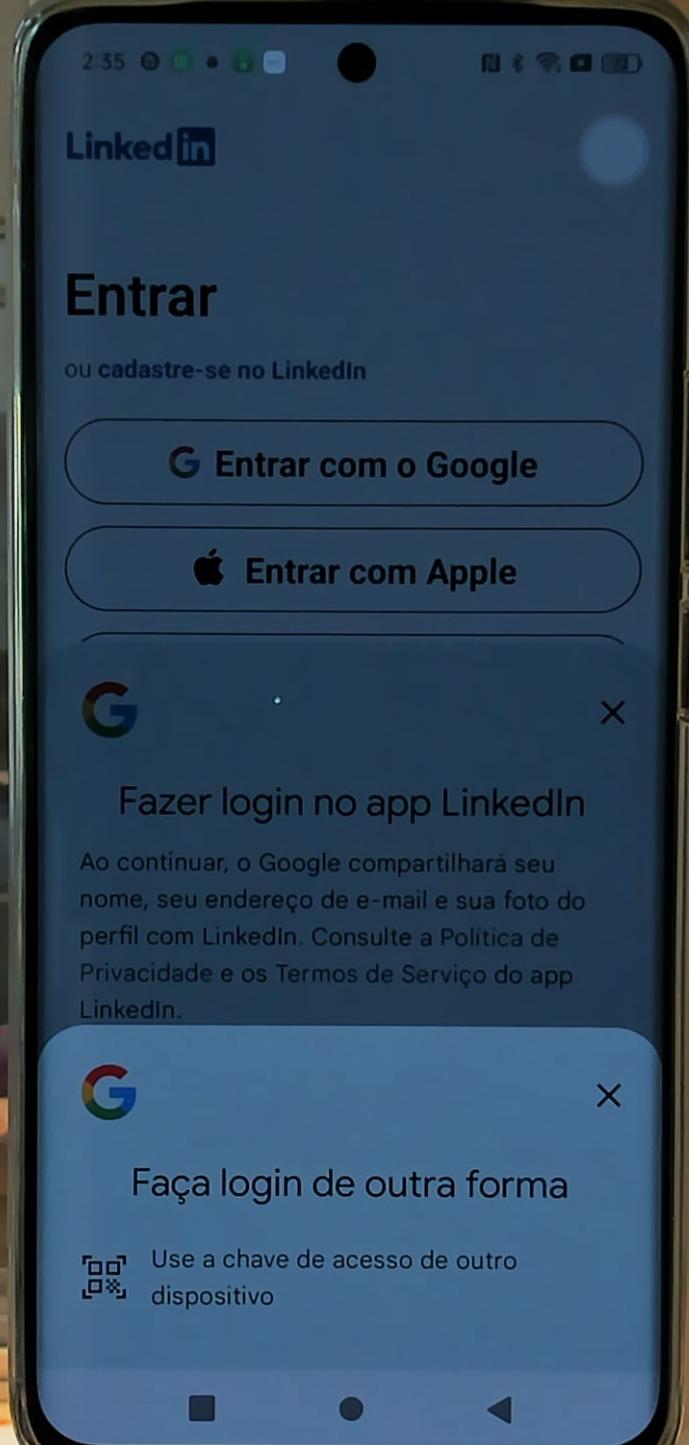 2:35
Linked in
Entrar
ou cadastre-se no LinkedIn
G Entrar com o Google
Entrar com Apple
G
Fazer login no app LinkedIn
Ao continuar, o Google compartilhará seu
nome, seu endereço de e-mail e sua foto do
perfil com LinkedIn. Consulte a Política de
Privacidade e os Termos de Serviço do app
LinkedIn.
G
Faça login de outra forma
Use a chave de acesso de outro
dispositivo